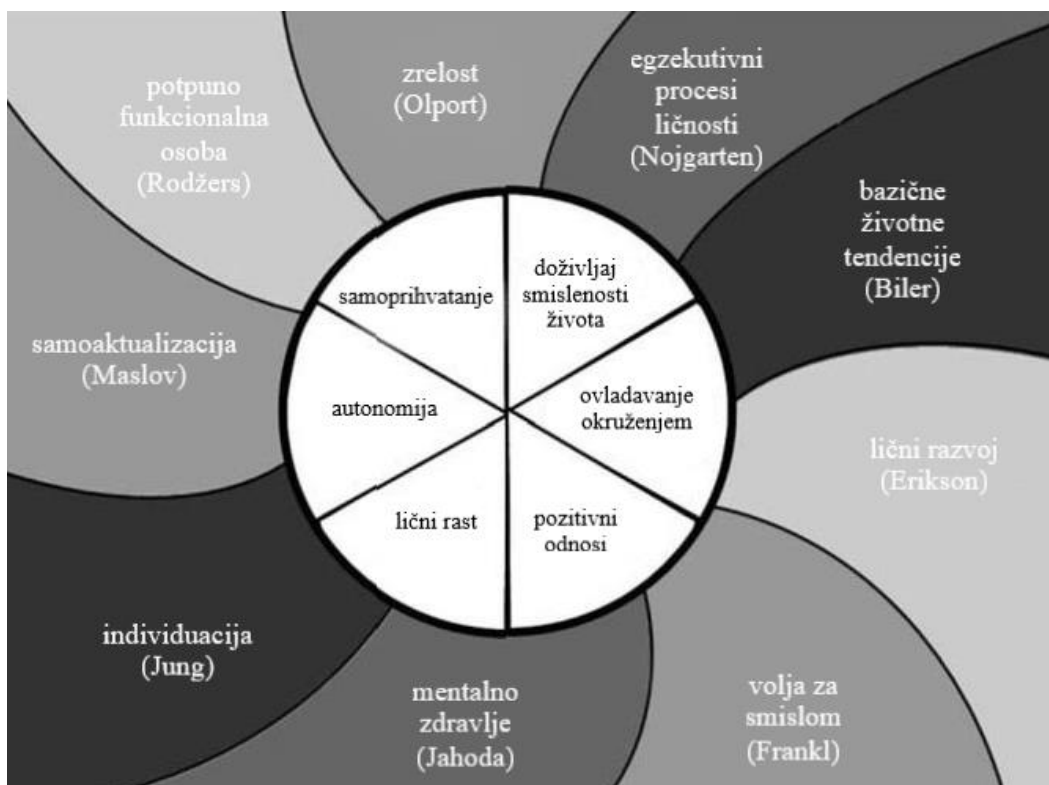 potpuno
funkcionalna
osoba
(Rodžers)
zrelost
(Olport)
egzekutivni
procesi
ličnosti
(Nojgarten)
bazične
životne
tendencije
(Biler)
samoaktualizacija
(Maslov)
samoprihvatanje
doživljaj
smislenosti
života
autonomija
ovladavanje
okruženjem
lični rast
pozitivni
odnosi
lični razvoj
(Erikson)
individuacija
(Jung)
mentalno
zdravlje
(Jahoda)
volja za
smislom
(Frankl)